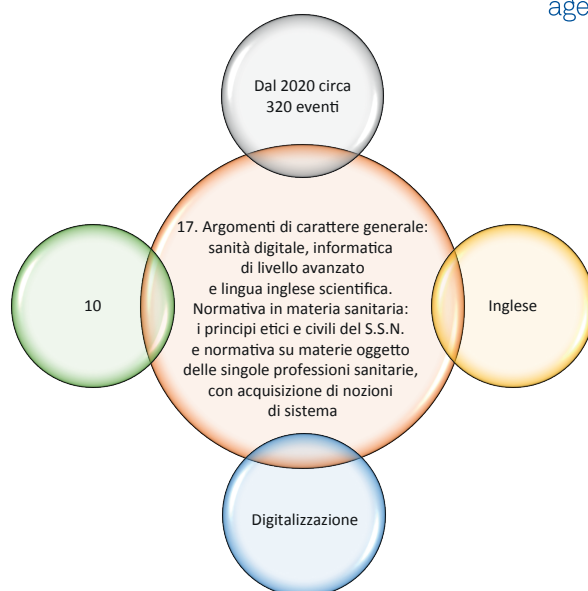 age
Dal 2020 circa
320 eventi
17. Argomenti di carattere generale:
sanità digitale, informatica
di livello avanzato
e lingua inglese scientifica.
Normativa in materia sanitaria:
i principi etici e civili del S.S.N.
e normativa su materie oggetto
delle singole professioni sanitarie,
con acquisizione di nozioni
di sistema
10
Inglese
Digitalizzazione